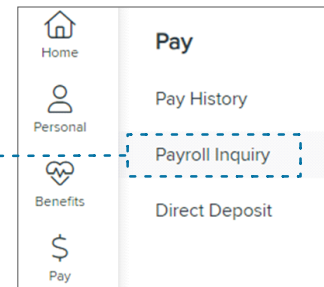 Home
Personal
Benefits
Pay
Pay
Pay History
Payroll Inquiry
Direct Deposit